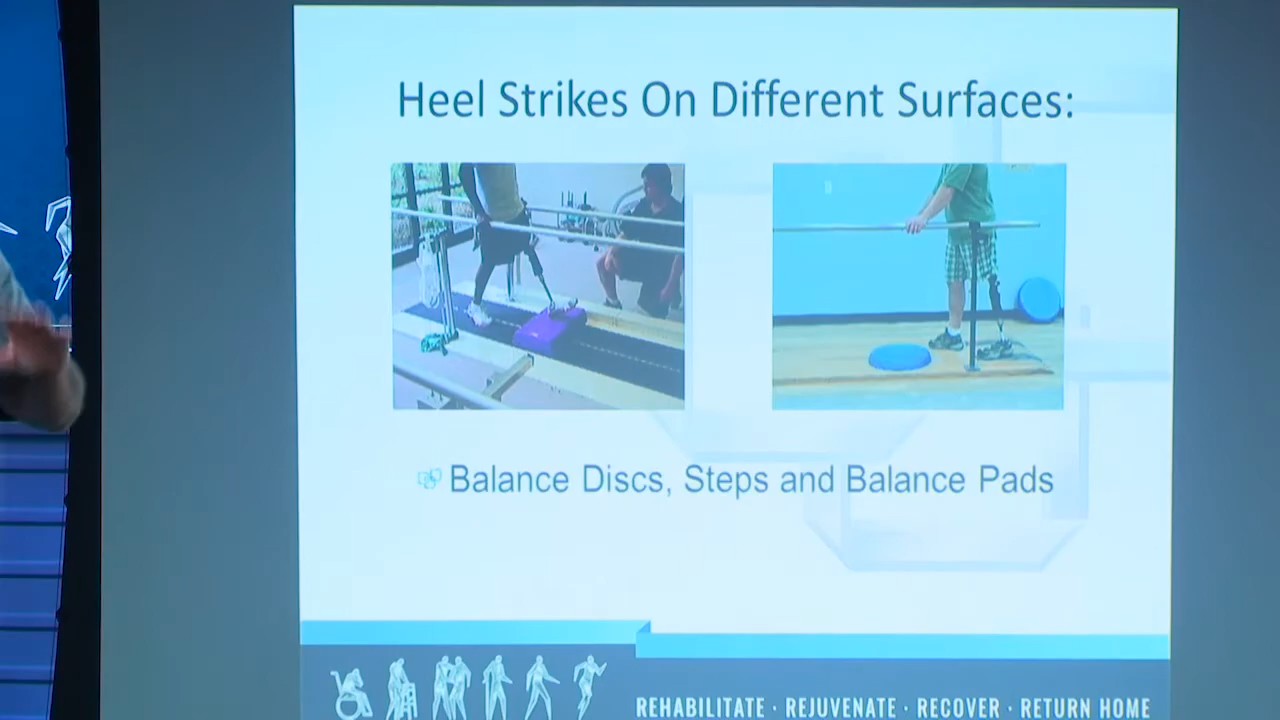 Heel Strikes On Different Surfaces:
Balance Discs, Steps and Balance Pads
REHABILITATE · REJUVENATE · RECOVER · RETURN HOME